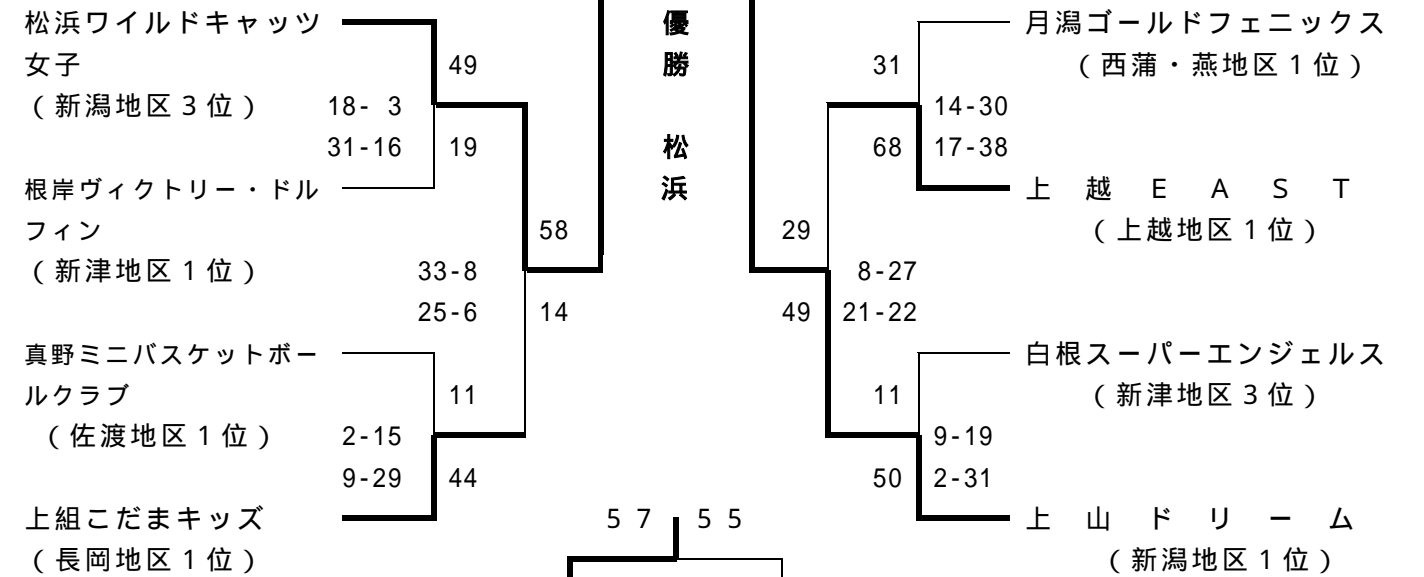 松浜ワイルドキャッツ
女子
（新潟地区３位）
49
18- 3
31-16
19
根岸ヴィクトリー・ドル
フィン
（新津地区１位）
58
33-8
25-6
14
真野ミニバスケットボー
ルクラブ
（佐渡地区１位）
11
2-15
9-29
44
上組こだまキッズ
（長岡地区１位）
優
勝
松
浜
５７
５５
月潟ゴールドフェニックス
（西蒲・燕地区１位）
31
14-30
68
17-38
上越ＥＡＳＴ
（上越地区１位）
29
8-27
49
21-22
白根スーパーエンジェルス
（新津地区３位）
11
9-19
50
2-31
上山ドリーム
（新潟地区１位）